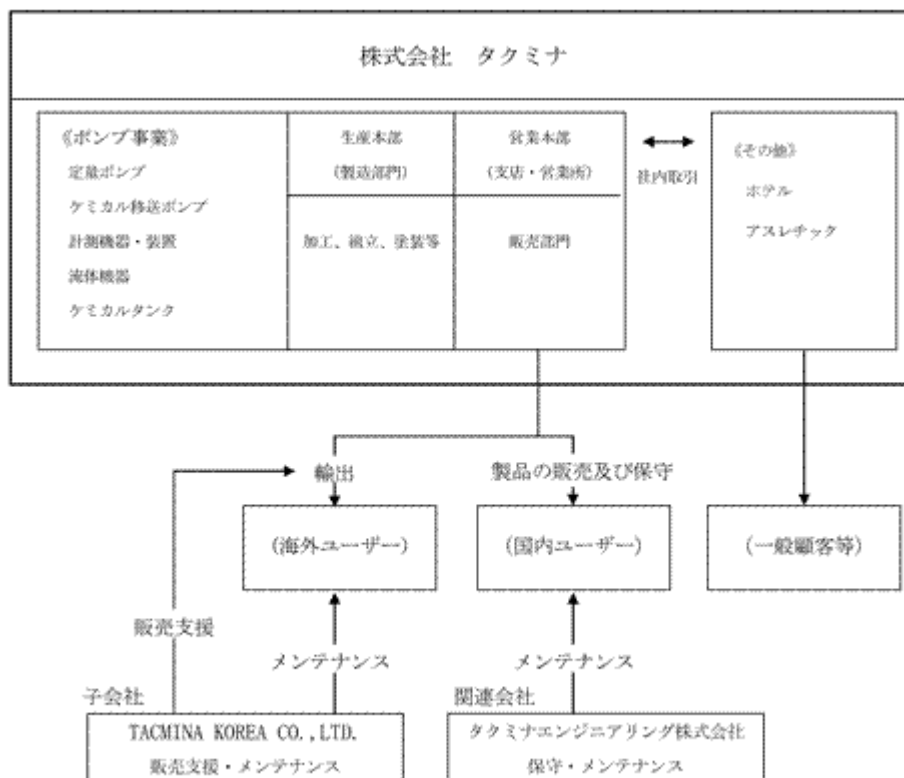 株式会社 タクミナ
《ポンプ事業》
定量ポンプ
ケミカル移送ポンプ
計測機器・装置
流体機器
ケミカルタンク
生産本部
(製造部門)
加工、組立、塗装等
営業本部
(支店・営業所)
販売部門
社内取引
《その他》
ホテル
アスレチック
輸出
製品の販売及び保守
(海外ユーザー)
(国内ユーザー)
(一般顧客等)
販売支援
メンテナンス
メンテナンス
子会社
関連会社
TACMINA KOREA CO.,LTD.
販売支援・メンテナンス
タクミナエンジニアリング株式会社
保守・メンテナンス